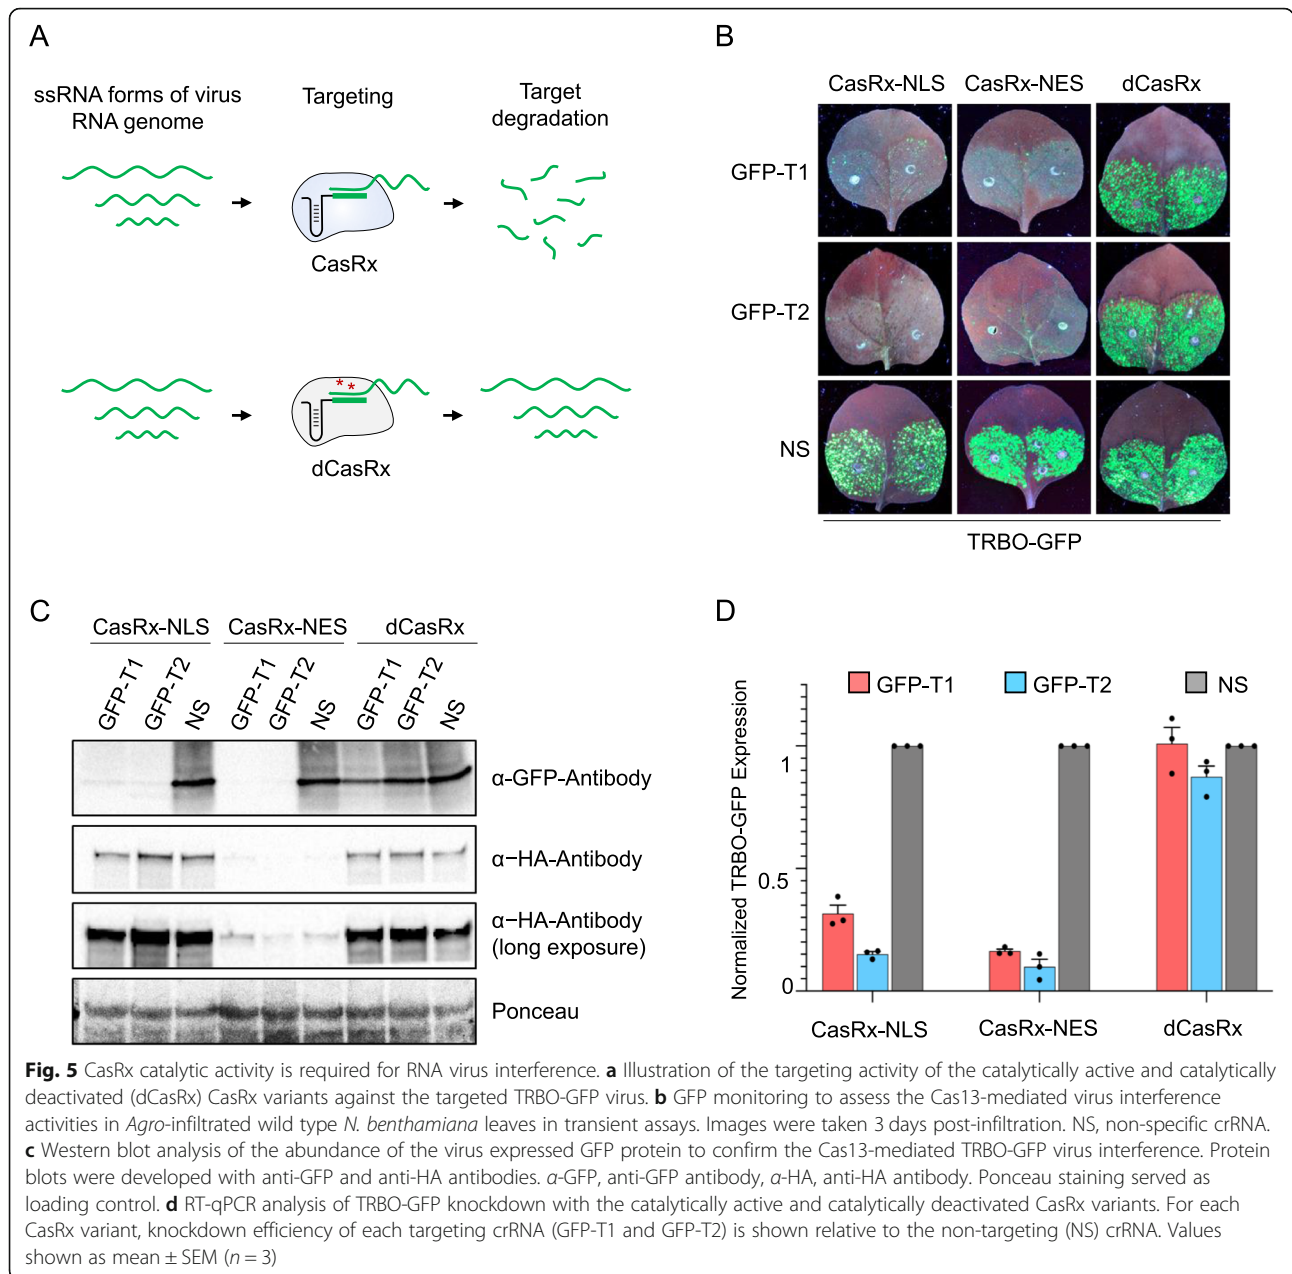 A
ssRNA forms of virus
RNA genome
Targeting
Target
degradation
CasRx
* *
dCasRx
B
CasRx-NLS CasRx-NES dCasRx
GFP-T1
GFP-T2
NS
TRBO-GFP
C
CasRx-NLS CasRx-NES dCasRx
GFP-T1 GFP-T2 NS GFP-T1 GFP-T2 NS GFP-T1 GFP-T2 NS
α-GFP-Antibody
α-HA-Antibody
α-HA-Antibody
(long exposure)
Ponceau
D
GFP-T1 GFP-T2 NS
Normalized TRBO-GFP Expression
1
0.5
0
CasRx-NLS CasRx-NES dCasRx
Fig. 5 CasRx catalytic activity is required for RNA virus interference. a Illustration of the targeting activity of the catalytically active and catalytically
deactivated (dCasRx) CasRx variants against the targeted TRBO-GFP virus. b GFP monitoring to assess the Cas13-mediated virus interference
activities in Agro-infiltrated wild type N. benthamiana leaves in transient assays. Images were taken 3 days post-infiltration. NS, non-specific crRNA.
c Western blot analysis of the abundance of the virus expressed GFP protein to confirm the Cas13-mediated TRBO-GFP virus interference. Protein
blots were developed with anti-GFP and anti-HA antibodies. α-GFP, anti-GFP antibody, α-HA, anti-HA antibody. Ponceau staining served as
loading control. d RT-qPCR analysis of TRBO-GFP knockdown with the catalytically active and catalytically deactivated CasRx variants. For each
CasRx variant, knockdown efficiency of each targeting crRNA (GFP-T1 and GFP-T2) is shown relative to the non-targeting (NS) crRNA. Values
shown as mean ± SEM (n = 3)